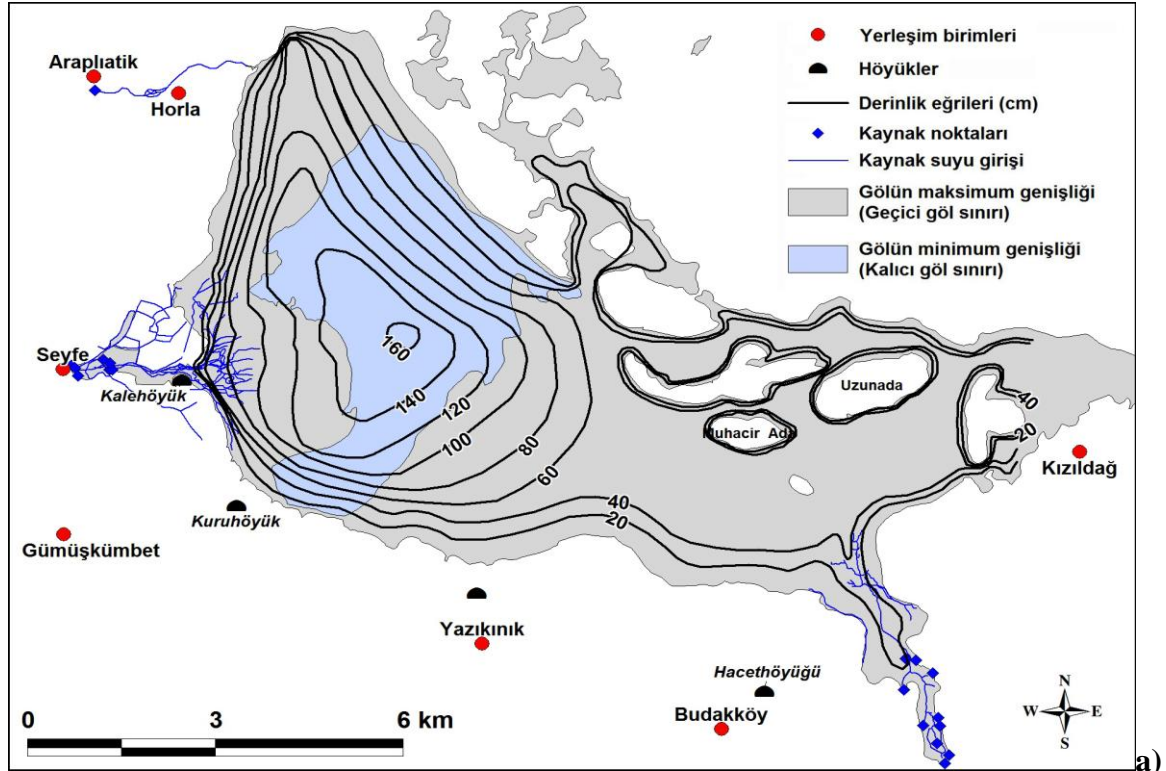 Yerleşim birimleri
Höyükler
Derinlik eğrileri (cm)
Kaynak noktaları
Kaynak suyu girişi
Gölün maksimum genişliği
(Geçici göl sınırı)
Gölün minimum genişliği
(Kalıcı göl sınırı)
Araplıatik
Horla
Seyfe
Kalehöyük
160
140
120
100
80
60
40
20
Uzunada
Muhacir Ada
40
20
Kızıldağ
Kuruhöyük
Gümüşkümbet
Yazıkınık
Hacethöyüğü
Budakköy
0 3 6 km
N
W E
S
a)